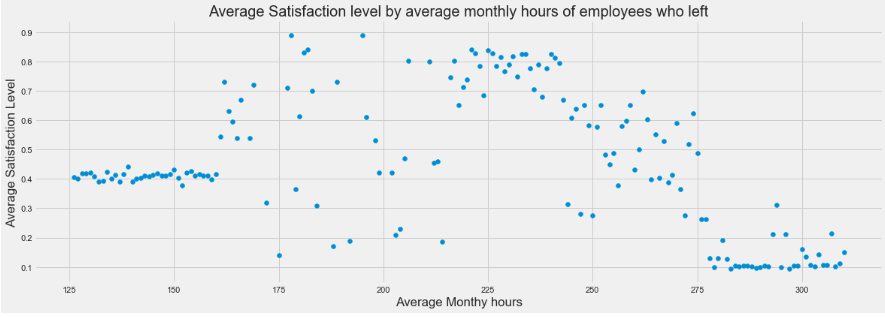 Average Satisfaction level by average monthly hours of employees who left
Average Satisfaction Level
0.9
0.8
0.7
0.6
0.5
0.4
0.3
0.2
0.1
125 150 175 200 225 250 275 300
Average Monthy hours